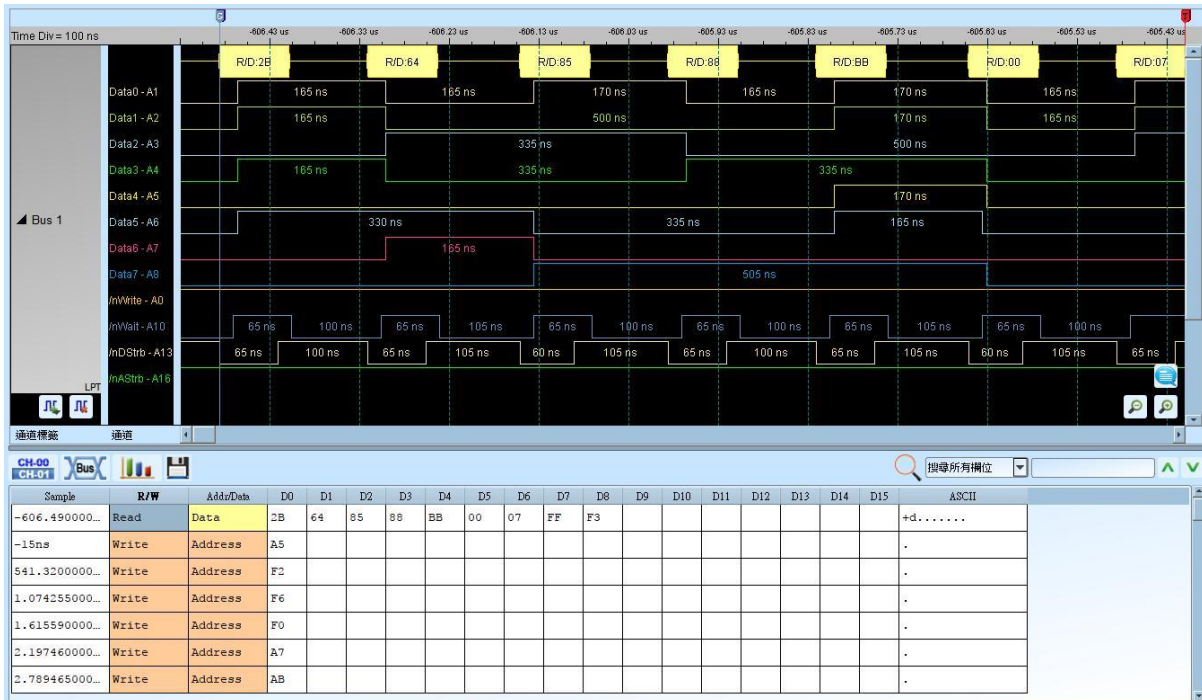 Time Div = 100 ns
-606.43 us -606.33 us -606.23 us -606.13 us -606.03 us -605.93 us -605.83 us -605.73 us -605.63 us -605.53 us -605.43 us
R/D:2B R/D:64 R/D:85 R/D:88 R/D:BB R/D:00 R/D:07
Data0 - A1 165 ns 165 ns 170 ns 165 ns 170 ns 165 ns
Data1 - A2 165 ns 500 ns 170 ns 165 ns
Data2 - A3 335 ns 500 ns
Data3 - A4 165 ns 335 ns 335 ns
Data4 - A5 170 ns
Bus 1 Data5 - A6 330 ns 335 ns 165 ns
Data6 - A7 165 ns
Data7 - A8 505 ns
/nWrite - A0
/nWait - A10 65 ns 100 ns 65 ns 105 ns 65 ns 100 ns 65 ns 100 ns 65 ns 105 ns 65 ns 100 ns
/nDStrb - A13 65 ns 100 ns 65 ns 105 ns 60 ns 105 ns 65 ns 100 ns 65 ns 105 ns 60 ns 105 ns 65 ns
LPT /nAStrb - A16
通道標籤 通道
CH-00
CH-01 Bus 搜尋所有欄位
Sample R/W Addr/Data D0 D1 D2 D3 D4 D5 D6 D7 D8 D9 D10 D11 D12 D13 D14 D15 ASCII
-606.490000... Read Data 2B 64 85 88 BB 00 07 FF F3 +d.......
-15ns Write Address A5 .
541.3200000... Write Address F2 .
1.074255000... Write Address F6 .
1.615590000... Write Address F0 .
2.197460000... Write Address A7 .
2.789465000... Write Address AB .